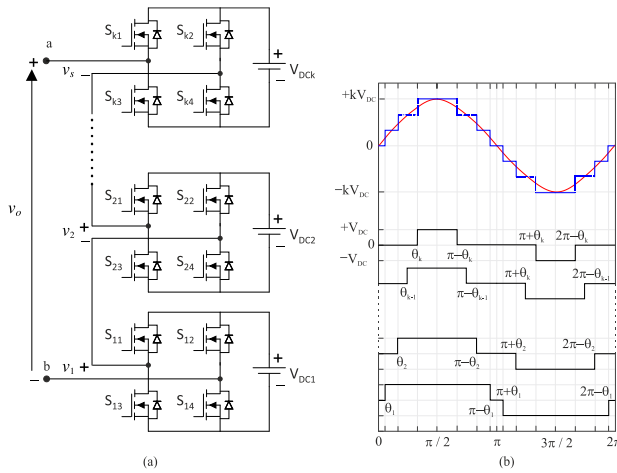 a
+
v_s
−
S_k1
S_k2
S_k3
S_k4
+
−
V_DCk
v_o
S_21
S_22
+
v_2
−
S_23
S_24
+
−
V_DC2
S_11
S_12
b
v_1
+
−
−
S_13
S_14
+
−
V_DC1
(a)
+kV_DC
0
−kV_DC
+V_DC
0
−V_DC
θ_k
π−θ_k
π+θ_k
2π−θ_k
θ_k-1
π−θ_k-1
π+θ_k
2π−θ_k-1
θ_2
π−θ_2
π+θ_2
2π−θ_2
θ_1
π−θ_1
π+θ_1
2π−θ_1
0
π / 2
π
3π / 2
2π
(b)